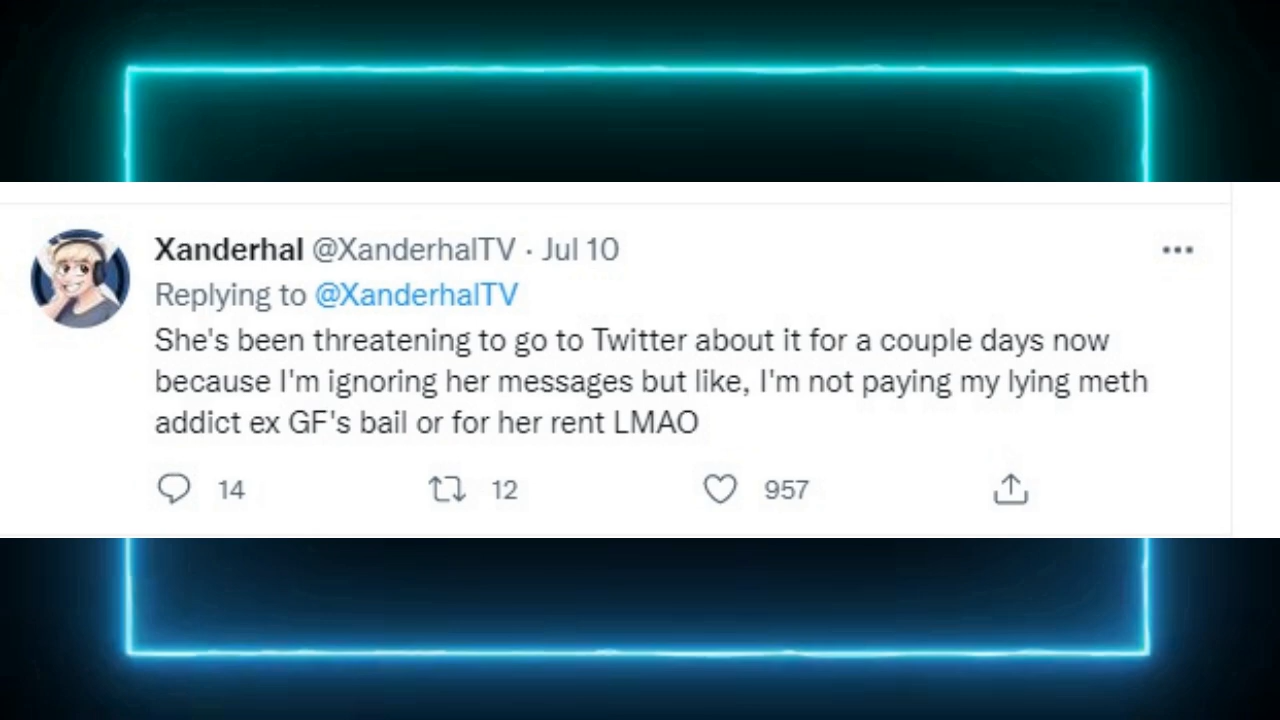 Xanderhal @XanderhalTV · Jul 10
Replying to @XanderhalTV
She's been threatening to go to Twitter about it for a couple days now
because I'm ignoring her messages but like, I'm not paying my lying meth
addict ex GF's bail or for her rent LMAO
14 12 957